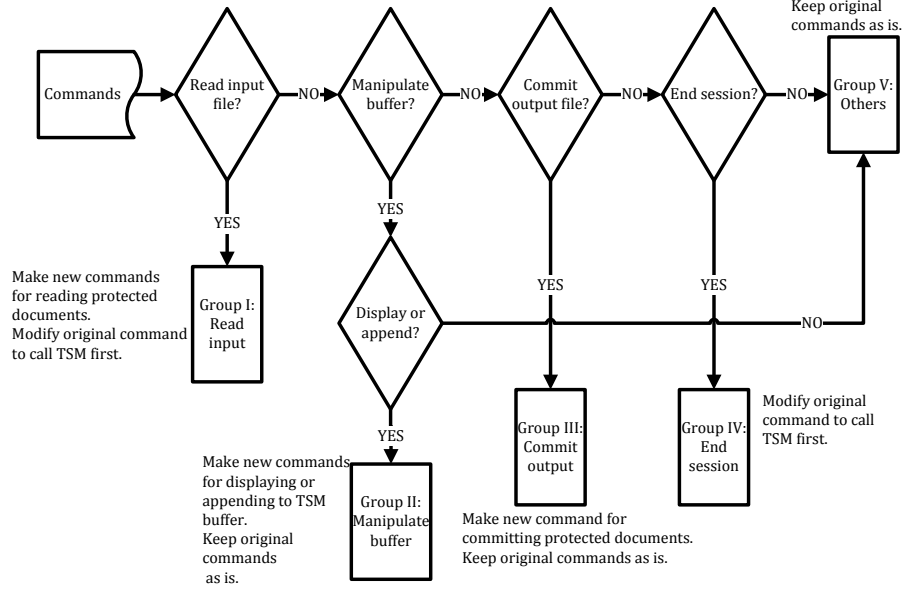 Keep original
commands as is.
Commands
Read input
file?
NO
Manipulate
buffer?
NO
Commit
output file?
NO
End session?
NO
Group V:
Others
YES
YES
YES
YES
Make new commands
for reading protected
documents.
Modify original command
to call TSM first.
Group I:
Read
input
Display or
append?
NO
YES
Make new commands
for displaying or
appending to TSM
buffer.
Keep original
commands
as is.
Group II:
Manipulate
buffer
Group III:
Commit
output
Make new command for
committing protected documents.
Keep original commands as is.
Group IV:
End
session
Modify original
command to call
TSM first.